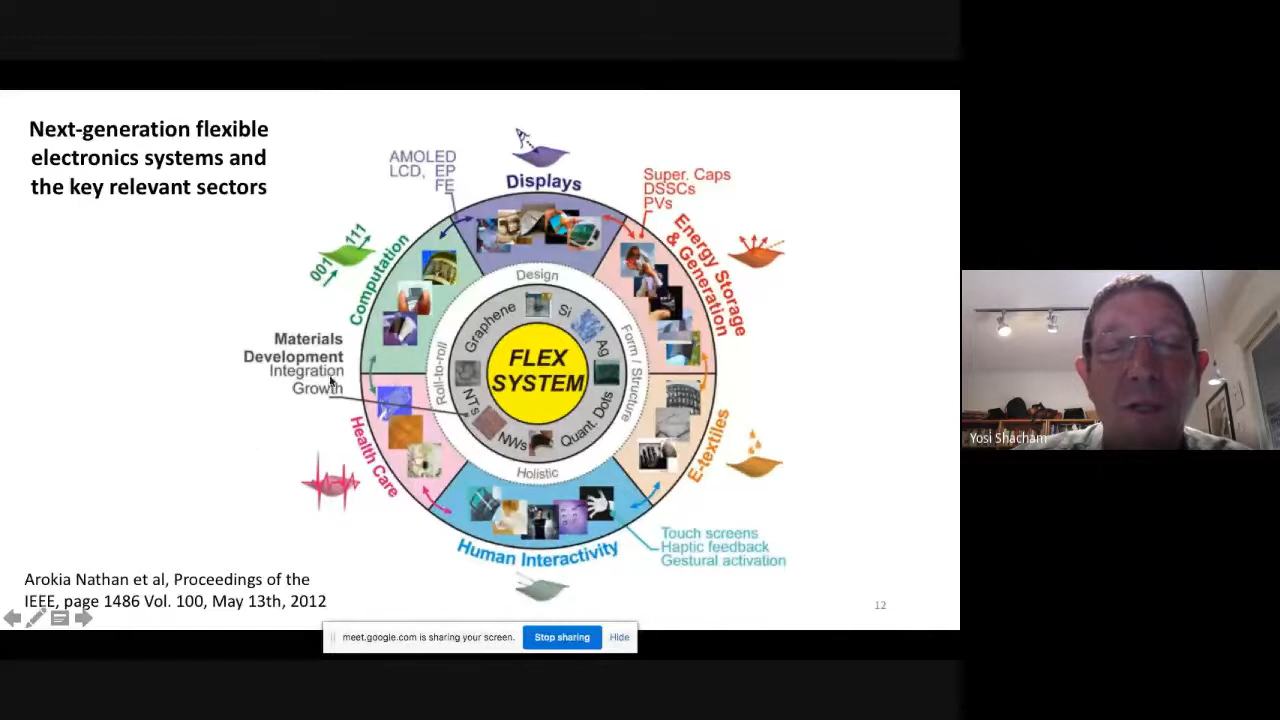 Next-generation flexible
electronics systems and
the key relevant sectors
AMOLED
LCD, EP
FE
Displays
Super. Caps
DSSCs
PVs
Energy Storage
& Generation
Computation
001
111
Materials
Development
Integration
Growth
Design
Form / Structure
Holistic
Roll-to-roll
Graphene
Si
Ag
Quant. Dots
NWs
NTs
FLEX
SYSTEM
Health Care
E-textiles
Human Interactivity
Touch screens
Haptic feedback
Gestural activation
Arokia Nathan et al, Proceedings of the
IEEE, page 1486 Vol. 100, May 13th, 2012
12
meet.google.com is sharing your screen.
Stop sharing
Hide
Yosi Shacham